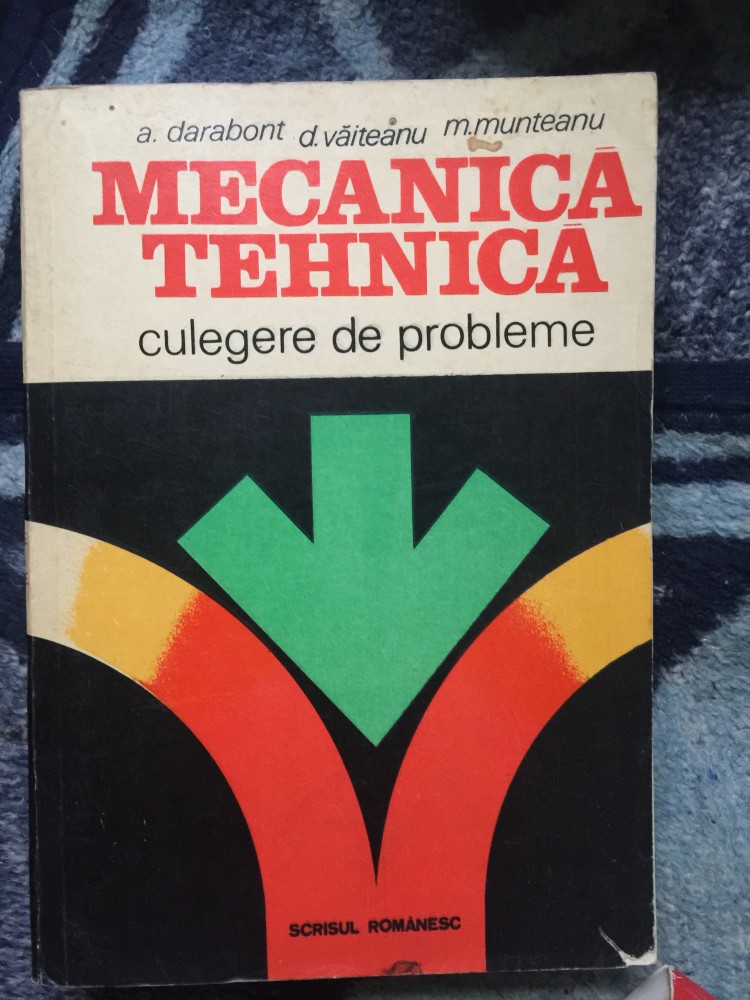 a. darabont d. văiteanu m. munteanu
MECANICĂ
TEHNICĂ
culegere de probleme
SCRISUL ROMÂNESC